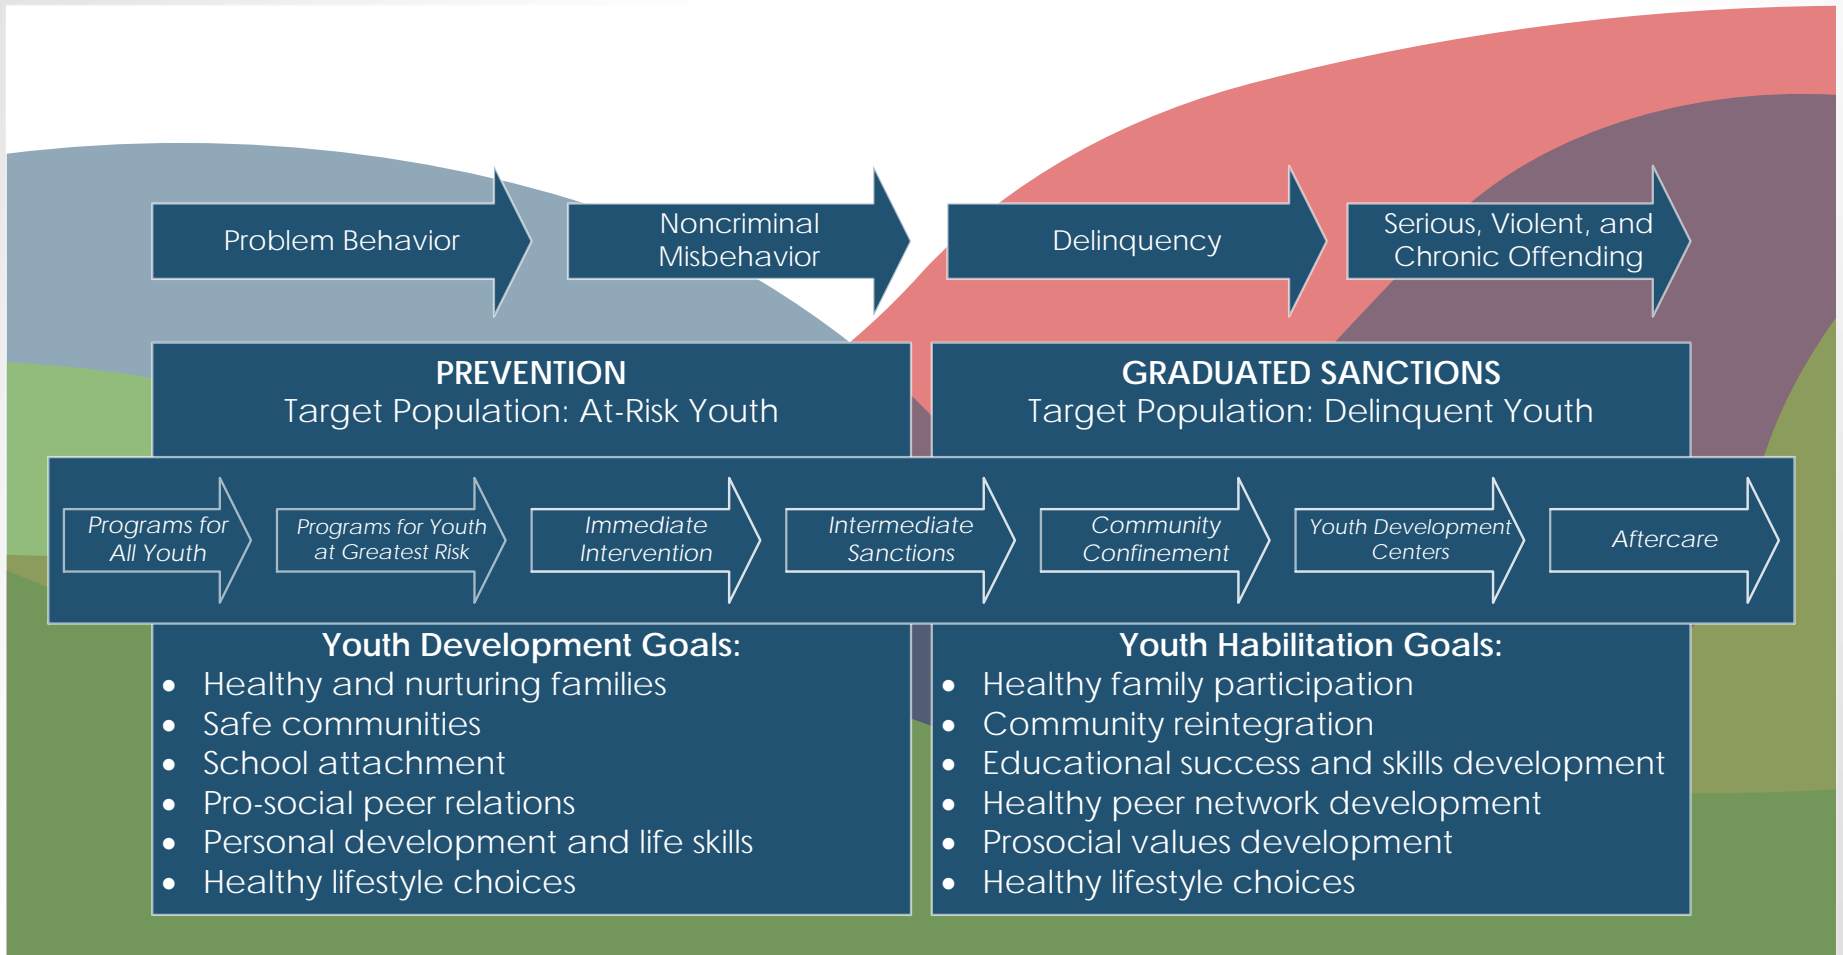 Problem Behavior
Noncriminal
Misbehavior
Delinquency
Serious, Violent, and
Chronic Offending
PREVENTION
Target Population: At-Risk Youth
GRADUATED SANCTIONS
Target Population: Delinquent Youth
Programs for
All Youth
Programs for Youth
at Greatest Risk
Immediate
Intervention
Intermediate
Sanctions
Community
Confinement
Youth Development
Centers
Aftercare
Youth Development Goals:
• Healthy and nurturing families
• Safe communities
• School attachment
• Pro-social peer relations
• Personal development and life skills
• Healthy lifestyle choices
Youth Habilitation Goals:
• Healthy family participation
• Community reintegration
• Educational success and skills development
• Healthy peer network development
• Prosocial values development
• Healthy lifestyle choices